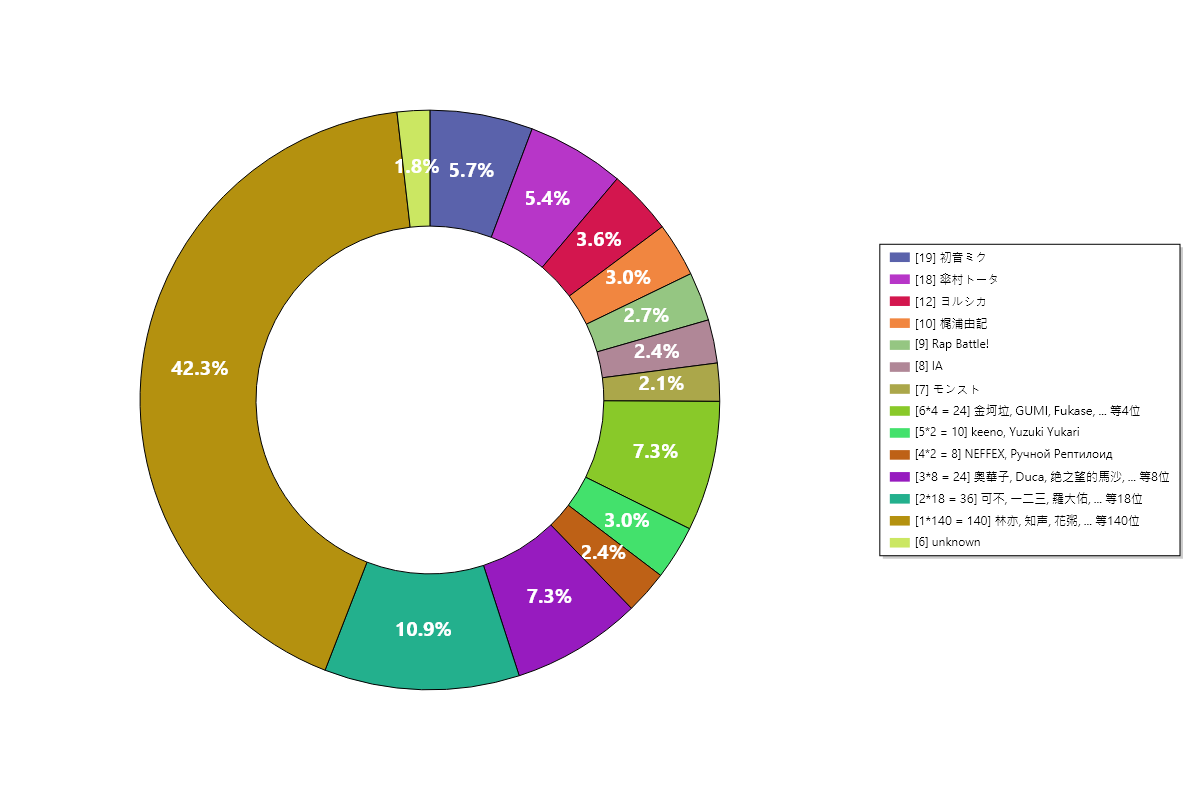 1.8%
5.7%
5.4%
3.6%
3.0%
2.7%
2.4%
2.1%
42.3%
7.3%
3.0%
2.4%
7.3%
10.9%
[19] 初音ミク
[18] 傘村トータ
[12] ヨルシカ
[10] 梶浦由記
[9] Rap Battle!
[8] IA
[7] モンスト
[6*4 = 24] 金坷垃, GUMI, Fukase, ... 等4位
[5*2 = 10] keeno, Yuzuki Yukari
[4*2 = 8] NEFFEX, Ручной Рептилоид
[3*8 = 24] 奥華子, Duca, 绝之望的馬沙, ... 等8位
[2*18 = 36] 可不, 一二三, 羅大佑, ... 等18位
[1*140 = 140] 林亦, 知声, 花粥, ... 等140位
[6] unknown